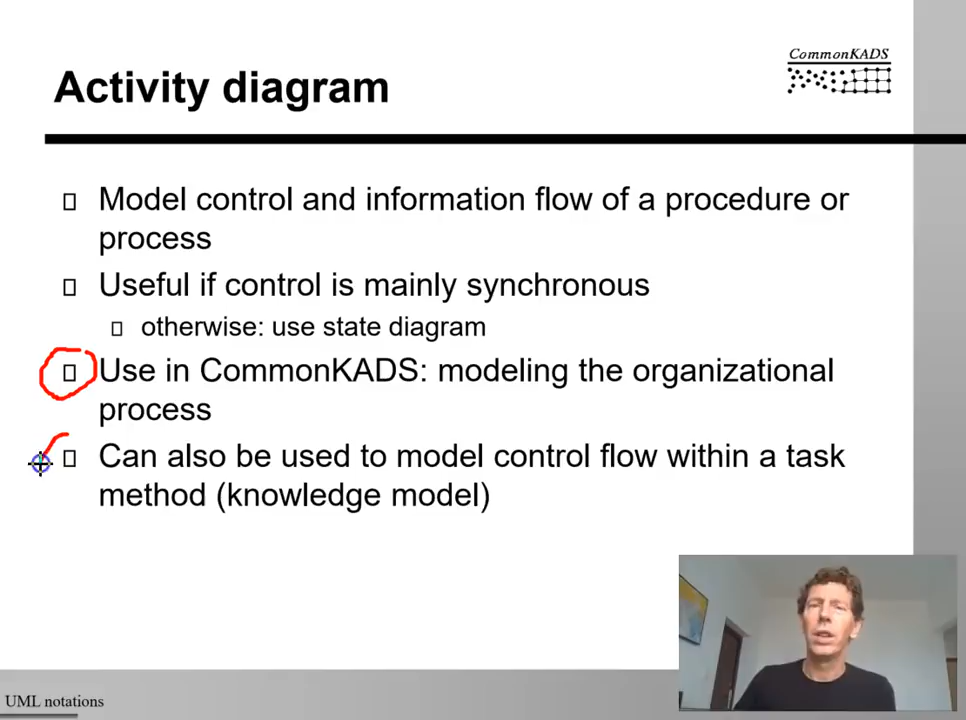 CommonKADS
Activity diagram
Model control and information flow of a procedure or
process
Useful if control is mainly synchronous
otherwise: use state diagram
Use in CommonKADS: modeling the organizational
process
Can also be used to model control flow within a task
method (knowledge model)
UML notations